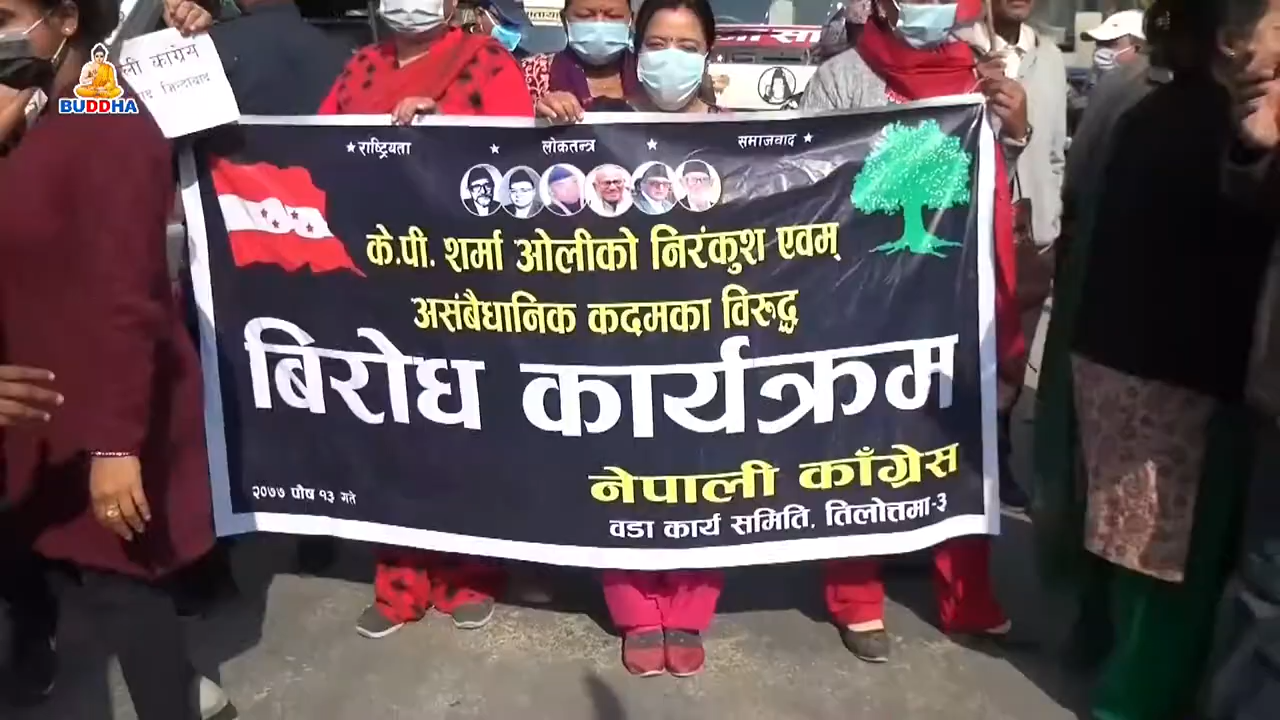 ली कांग्रेस
जिन्दाबाद
BUDDHA
★राष्ट्रियता ★ लोकतन्त्र ★ समाजवाद ★
के.पी. शर्मा ओलीको निरंकुश एवम्
असंबैधानिक कदमका विरूद्ध
बिरोध कार्यक्रम
नेपाली काँग्रेस
२०७७ पौष १३ गते
वडा कार्य समिति, तिलोत्तमा-३